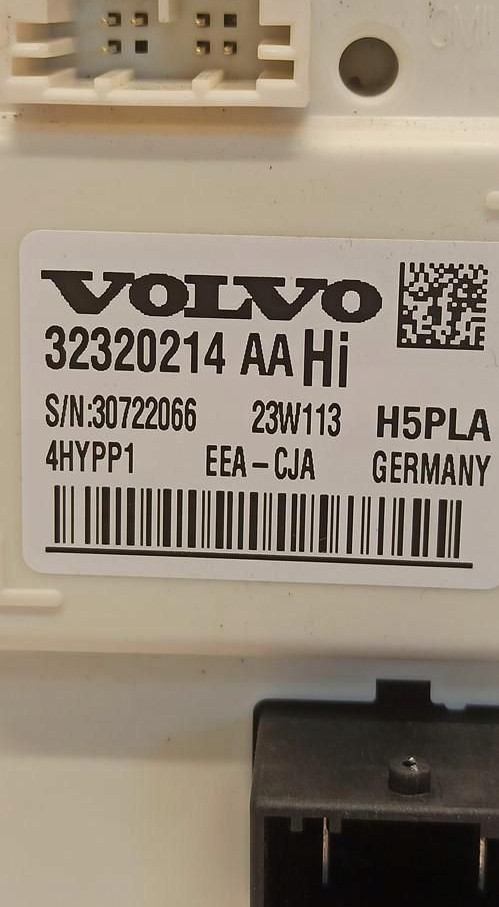 VOLVO
32320214 AA Hi
S/N:30722066 23W113 H5PLA
4HYPP1 EEA-CJA GERMANY